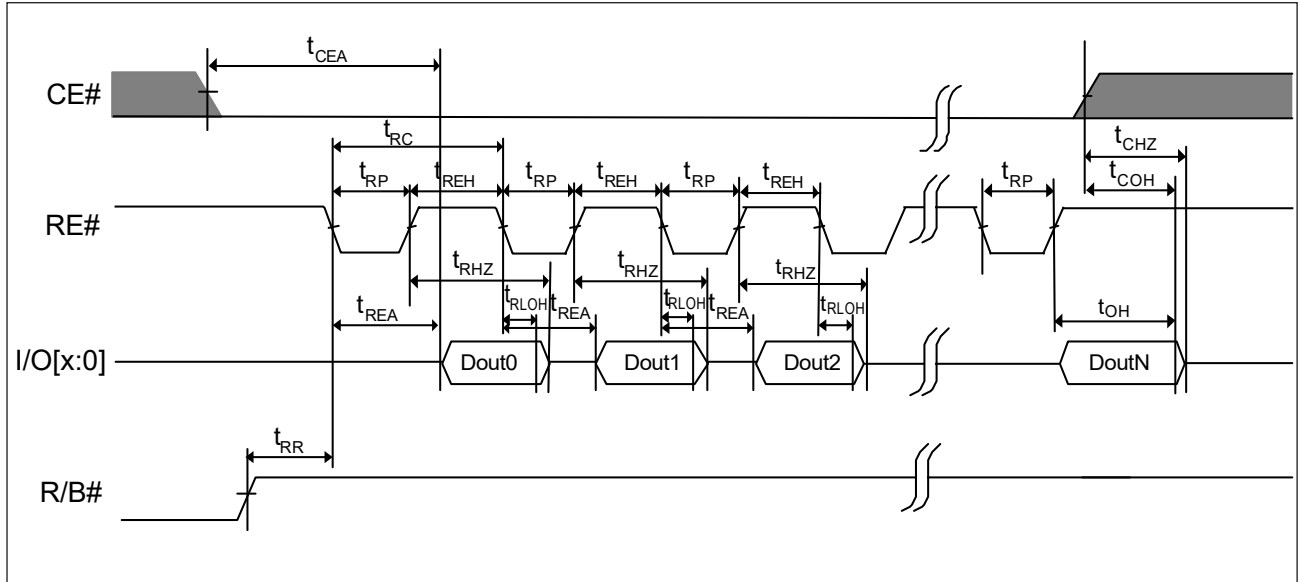 tCEA
CE#
tRC
tCHZ
tRP tREH tRP tREH tRP tREH tRP tCOH
RE#
tRHZ tRHZ tRHZ
tRLOH tRLOH tRLOH
tREA tREA tREA tOH
I/O[x:0] Dout0 Dout1 Dout2 DoutN
tRR
R/B#